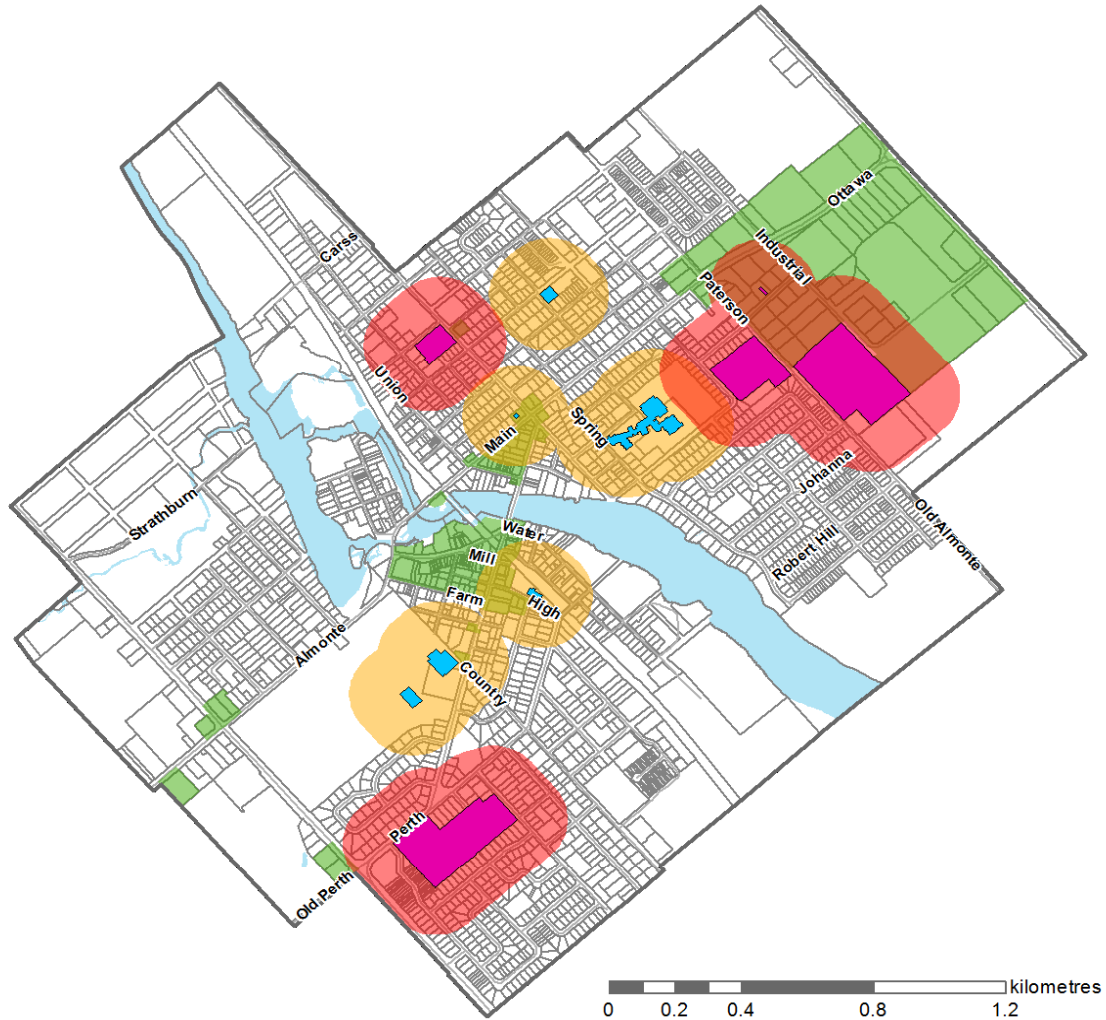 Ottawa
Carss
Industrial
Paterson
Union
Main
Spring
Johanna
Strathburn
Old Almonte
Water
Mill
Robert Hill
Farm
High
Almonte
Country
Perth
Old Perth
kilometres
0 0.2 0.4 0.8 1.2